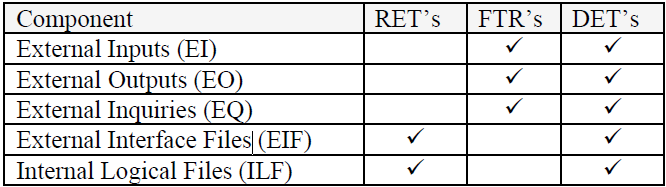 Component RET’s FTR’s DET’s
External Inputs (EI) ✓ ✓
External Outputs (EO) ✓ ✓
External Inquiries (EQ) ✓ ✓
External Interface Files (EIF) ✓ ✓
Internal Logical Files (ILF) ✓ ✓